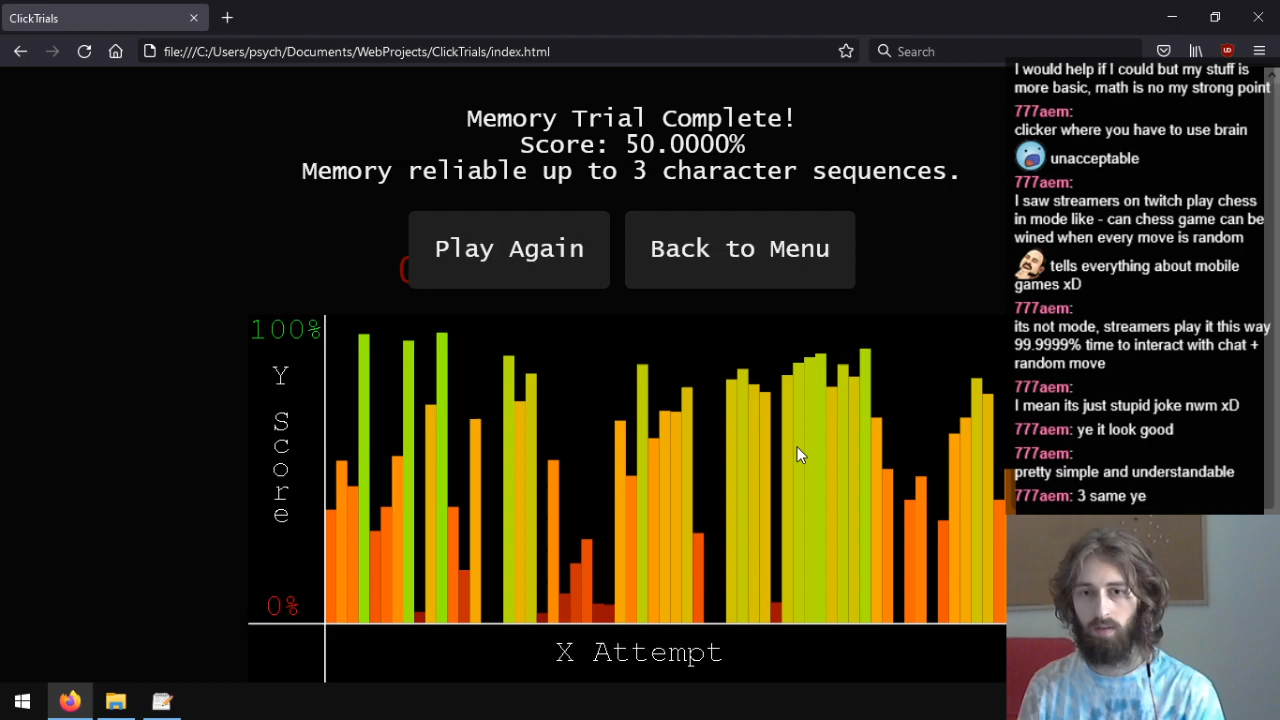 ClickTrials
file:///C:/Users/psych/Documents/WebProjects/ClickTrials/index.html
Search
Memory Trial Complete!
Score: 50.0000%
Memory reliable up to 3 character sequences.
Play Again
Back to Menu
100%
Y Score
0%
X Attempt
I would help if I could but my stuff is
more basic, math is no my strong point
777aem:
clicker where you have to use brain
unacceptable
777aem:
I saw streamers on twitch play chess
in mode like - can chess game can be
wined when every move is random
tells everything about mobile
games xD
777aem:
its not mode, streamers play it this way
99.9999% time to interact with chat +
random move
777aem:
I mean its just stupid joke nwm xD
777aem: ye it look good
777aem:
pretty simple and understandable
777aem: 3 same ye